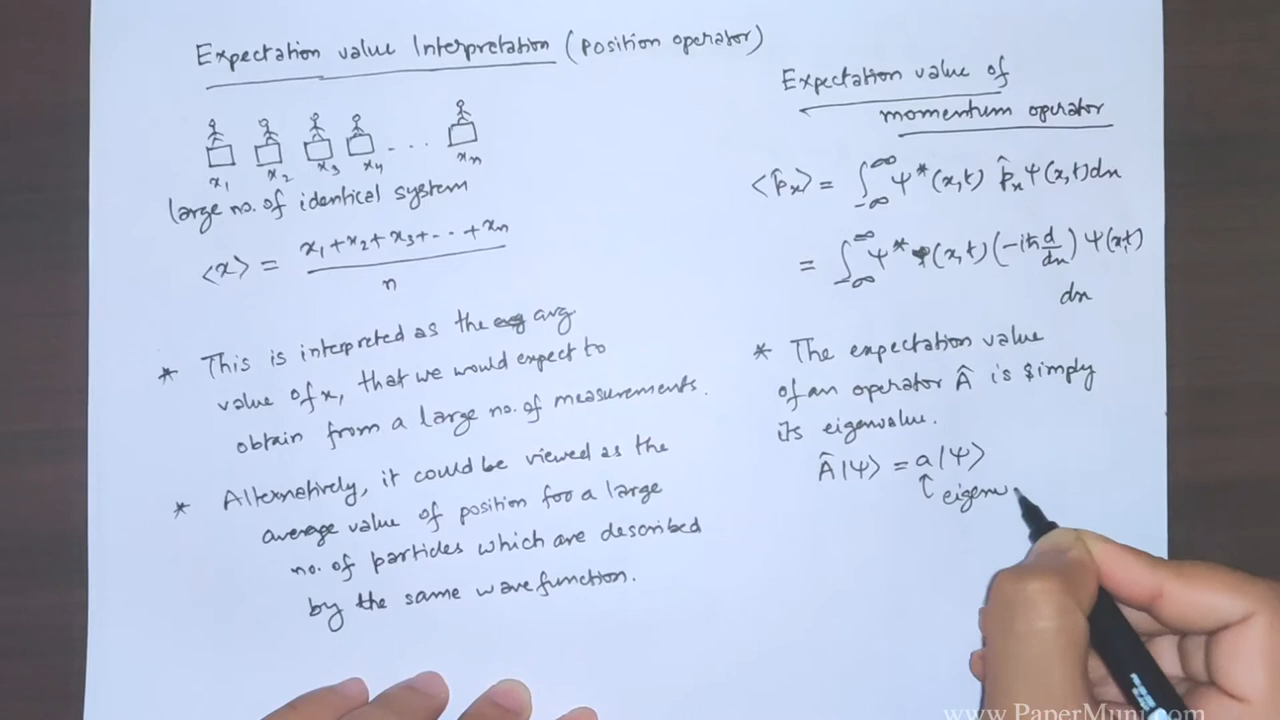 Expectation value Interpretation (Position operator)
x₁ x₂ x₃ x₄ . . . xₙ
large no. of identical system
⟨x⟩ = (x₁+x₂+x₃+...+xₙ)/n
* This is interpreted as the avg avg.
value of x, that we would expect to
obtain from a large no. of measurements.
* Alternatively, it could be viewed as the
average value of position for a large
no. of particles which are described
by the same wavefunction.
Expectation value of
momentum operator
⟨p̂ₓ⟩ = ∫_{-∞}^{∞} Ψ*(x,t) p̂ₓ Ψ(x,t)dx
= ∫_{-∞}^{∞} Ψ* (x,t) (-iħ d/dx) Ψ(x,t)
dx
* The expectation value
of an operator Â is simply
its eigenvalue.
Â|Ψ⟩ = a|Ψ⟩
↑ eigenv
www.PaperMuni.com